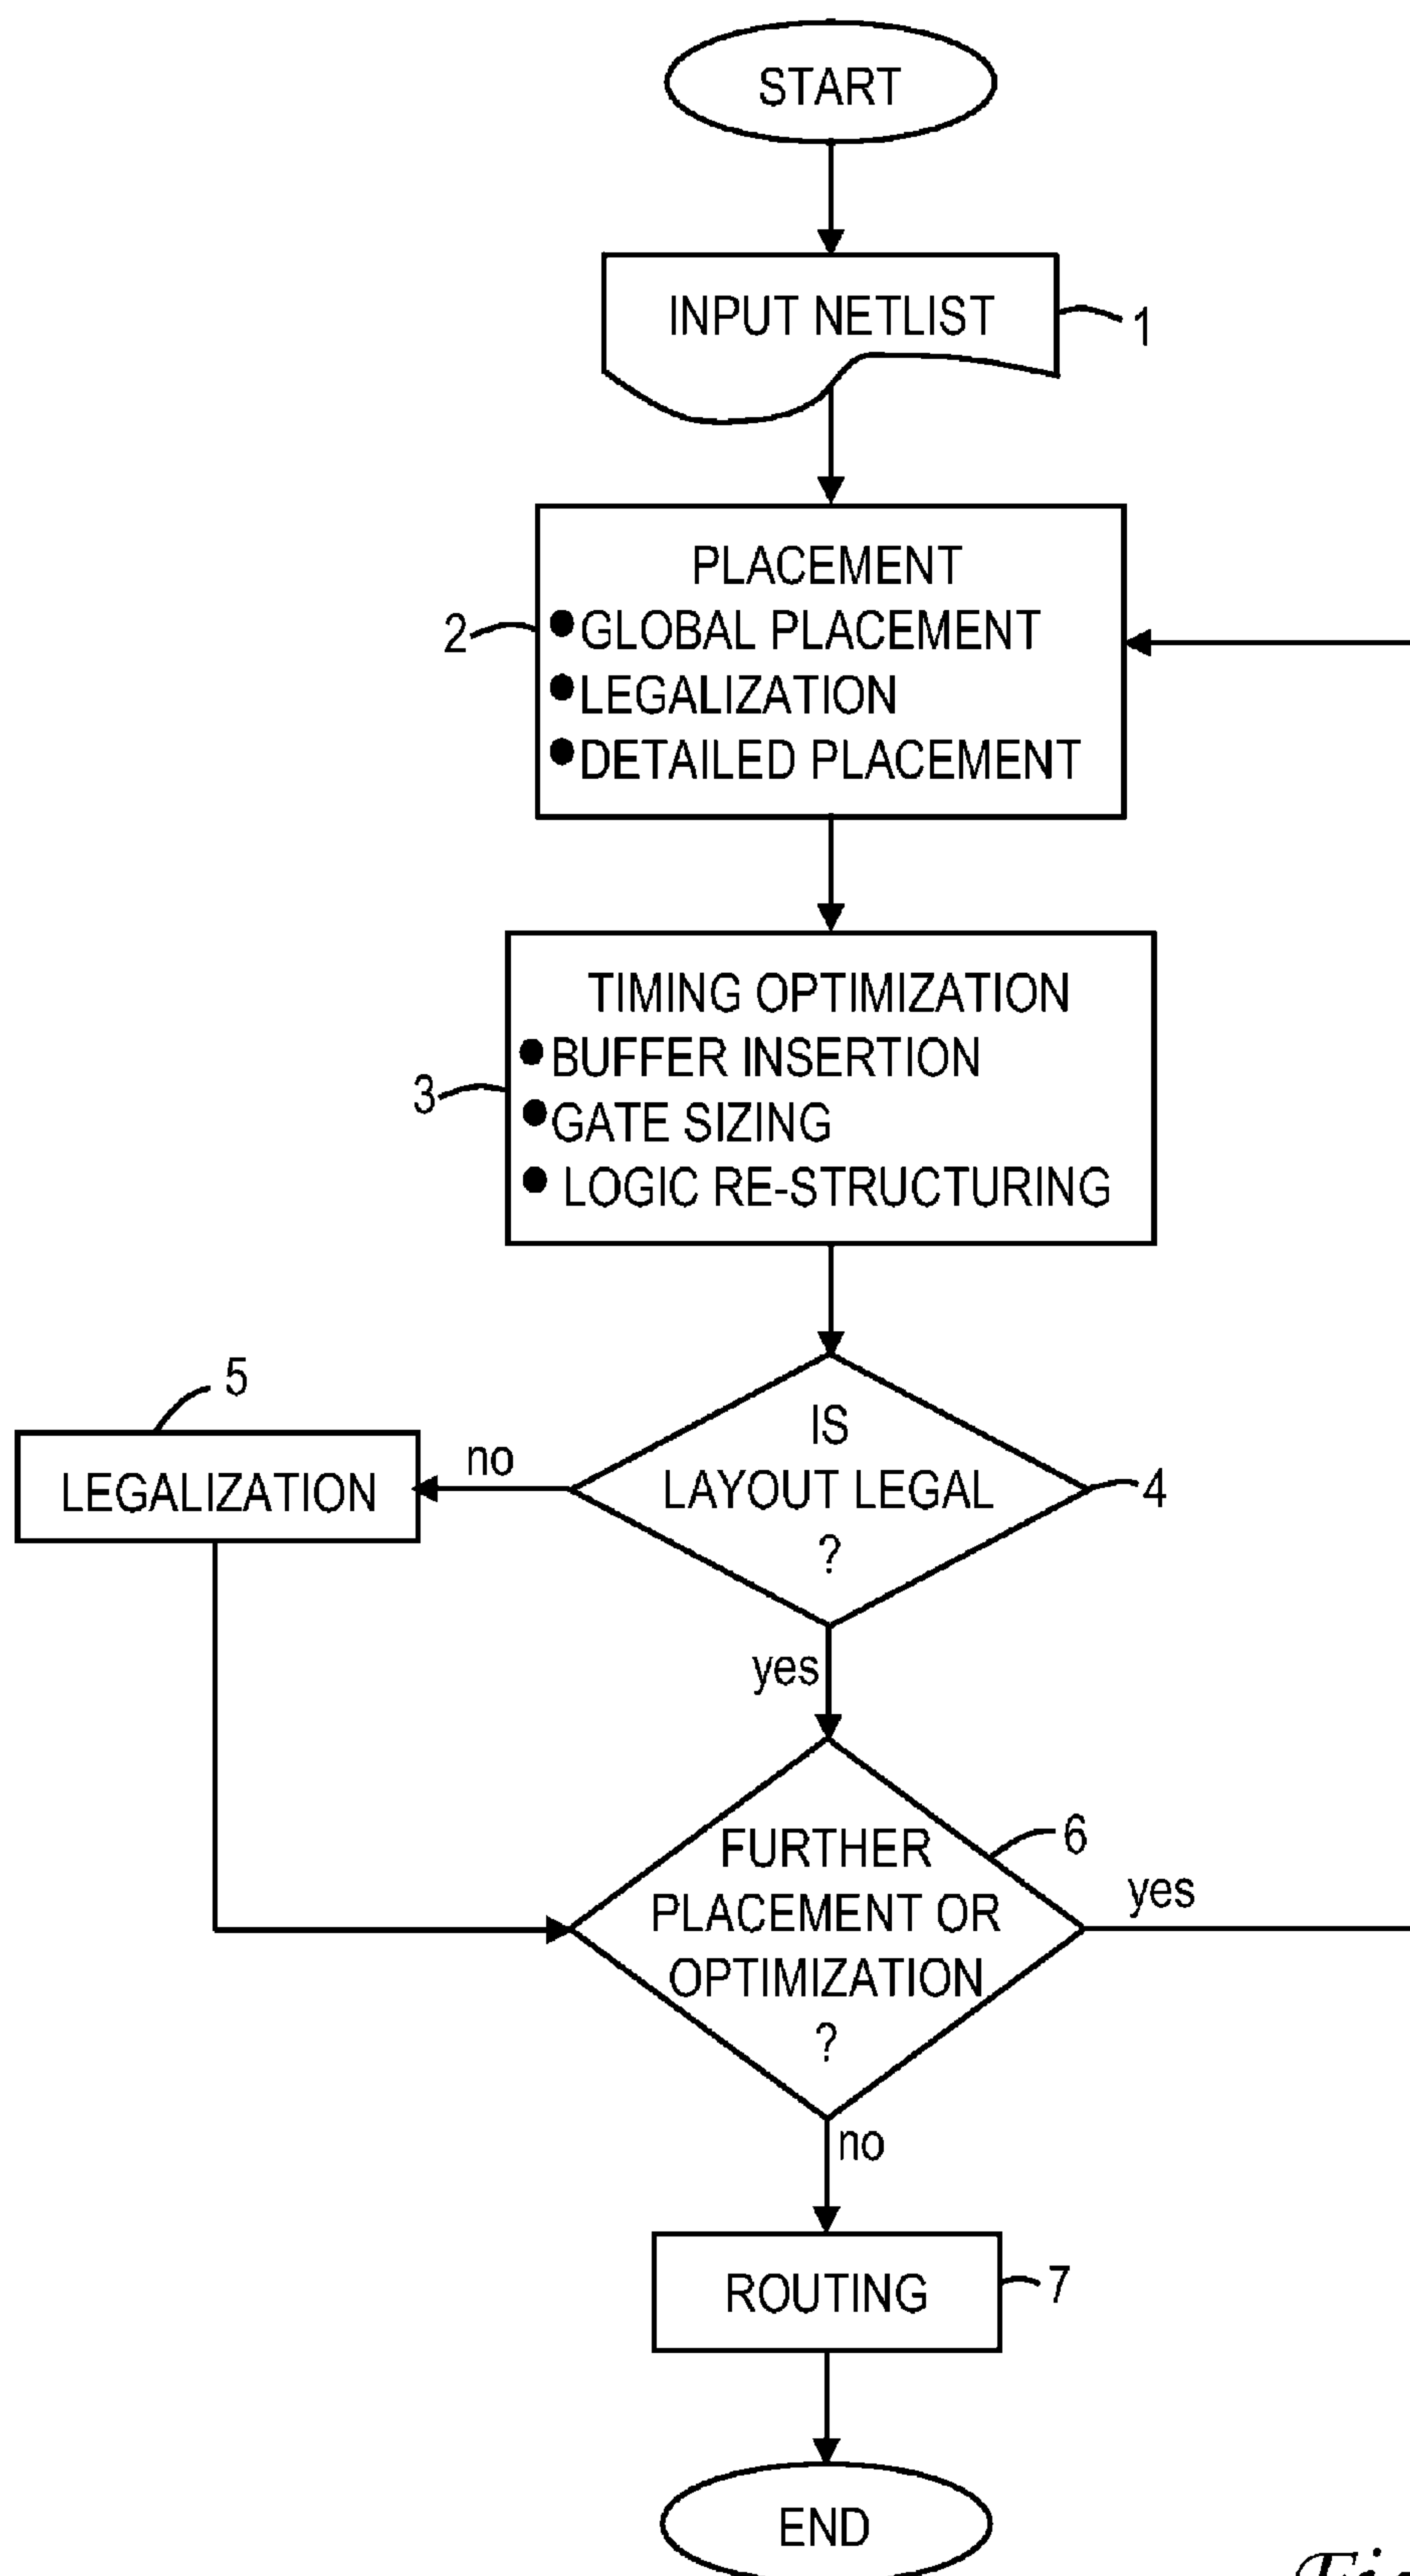 START
INPUT NETLIST
1
PLACEMENT
2
● GLOBAL PLACEMENT
● LEGALIZATION
● DETAILED PLACEMENT
TIMING OPTIMIZATION
● BUFFER INSERTION
3
● GATE SIZING
● LOGIC RE-STRUCTURING
5
IS
LAYOUT LEGAL
?
4
no
LEGALIZATION
yes
FURTHER
PLACEMENT OR
OPTIMIZATION
?
6
yes
no
ROUTING
7
END